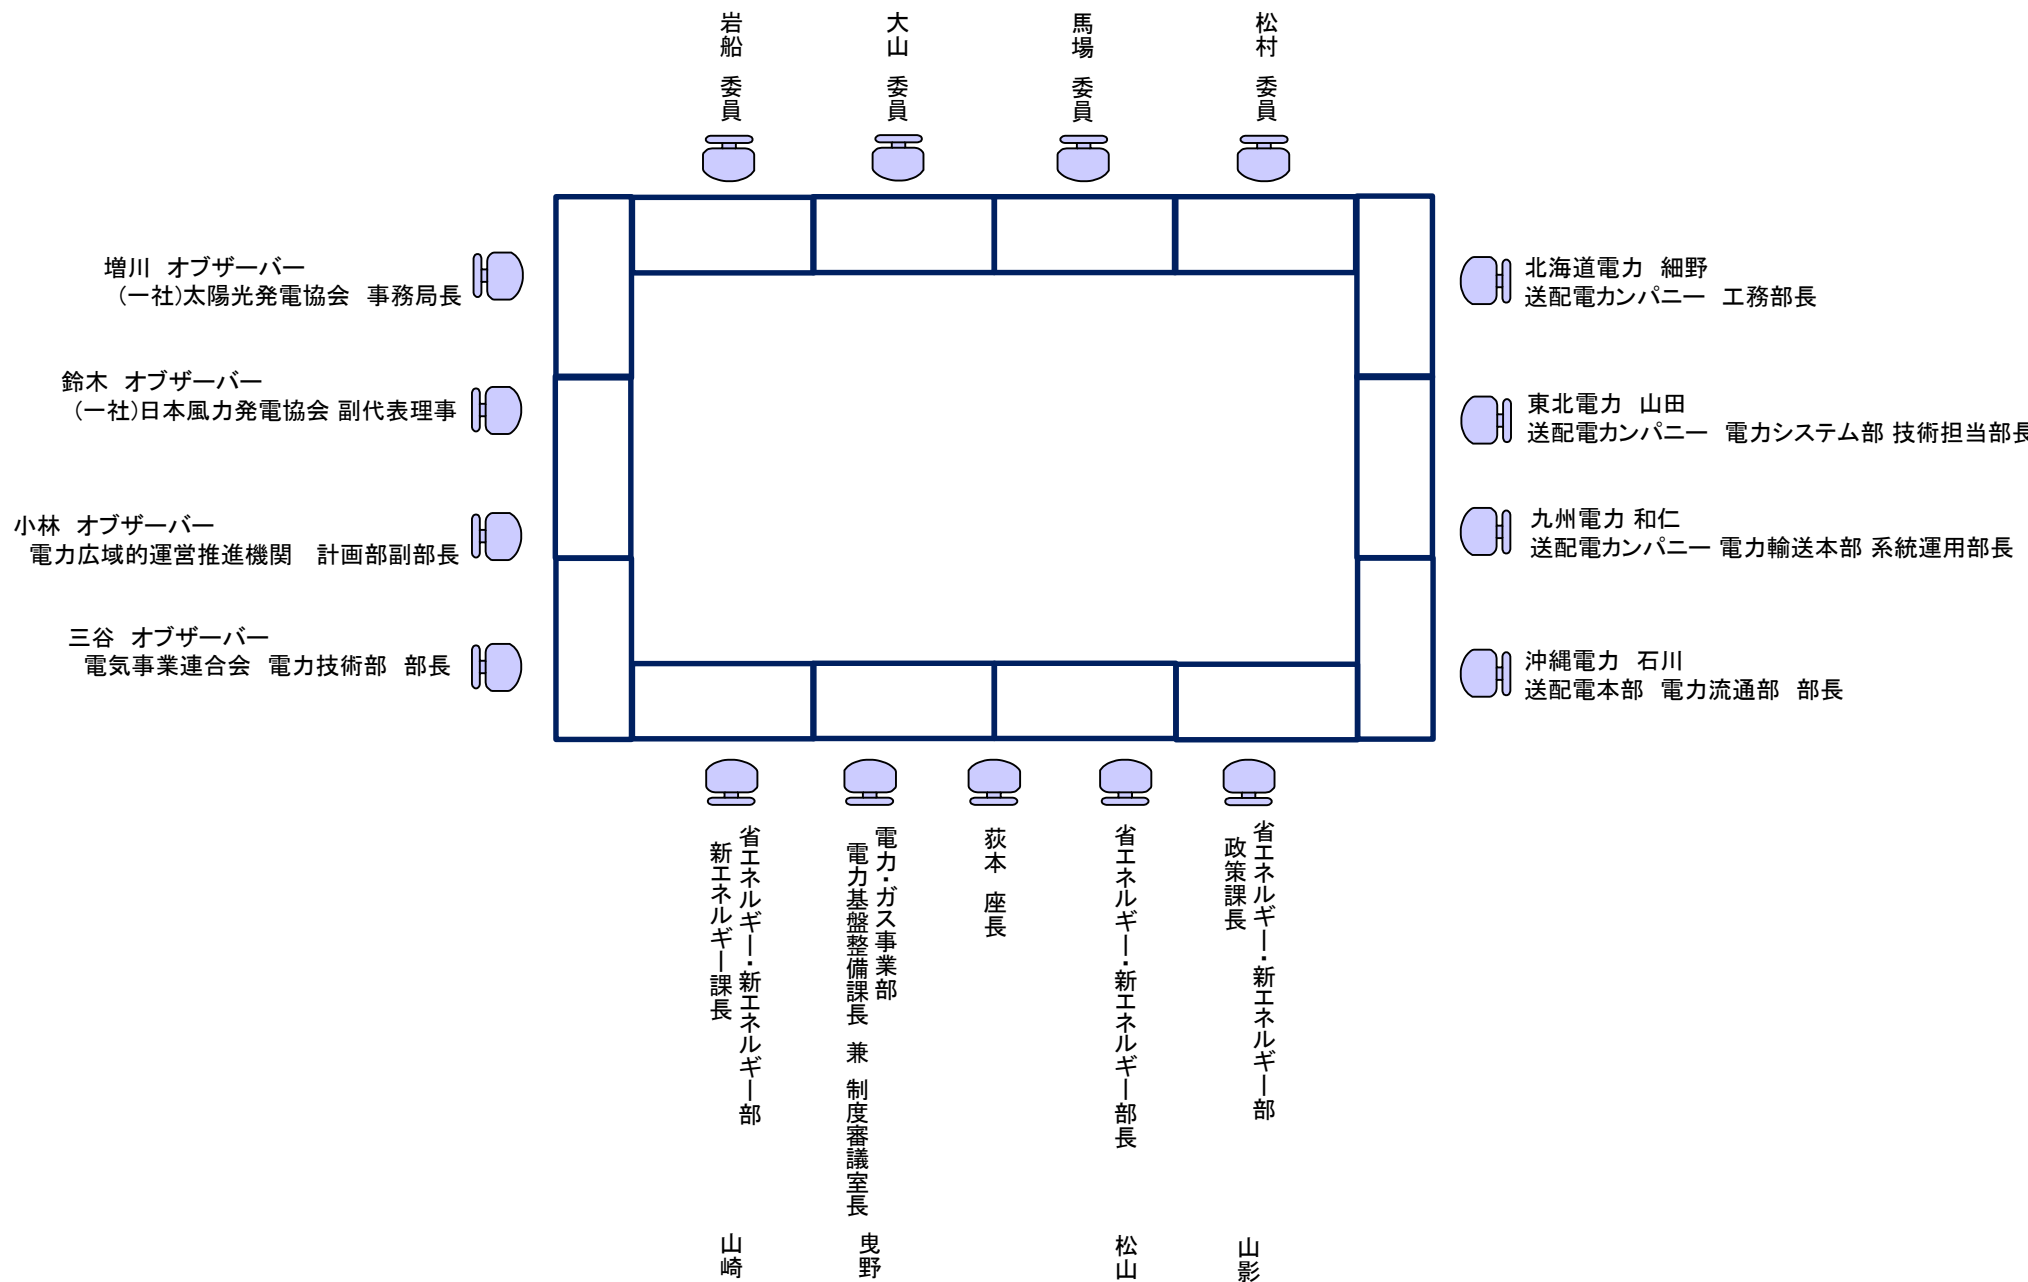 岩船 委員
大山 委員
馬場 委員
松村 委員
増川 オブザーバー
(一社)太陽光発電協会 事務局長
鈴木 オブザーバー
(一社)日本風力発電協会 副代表理事
小林 オブザーバー
電力広域的運営推進機関 計画部副部長
三谷 オブザーバー
電気事業連合会 電力技術部 部長
北海道電力 細野
送配電カンパニー 工務部長
東北電力 山田
送配電カンパニー 電力システム部 技術担当部長
九州電力 和仁
送配電カンパニー 電力輸送本部 系統運用部長
沖縄電力 石川
送配電本部 電力流通部 部長
省エネルギー・新エネルギー部
新エネルギー課長 山崎
電力・ガス事業部
電力基盤整備課長 兼 制度審議室長 曳野
荻本 座長
省エネルギー・新エネルギー部長 松山
省エネルギー・新エネルギー部
政策課長 山影